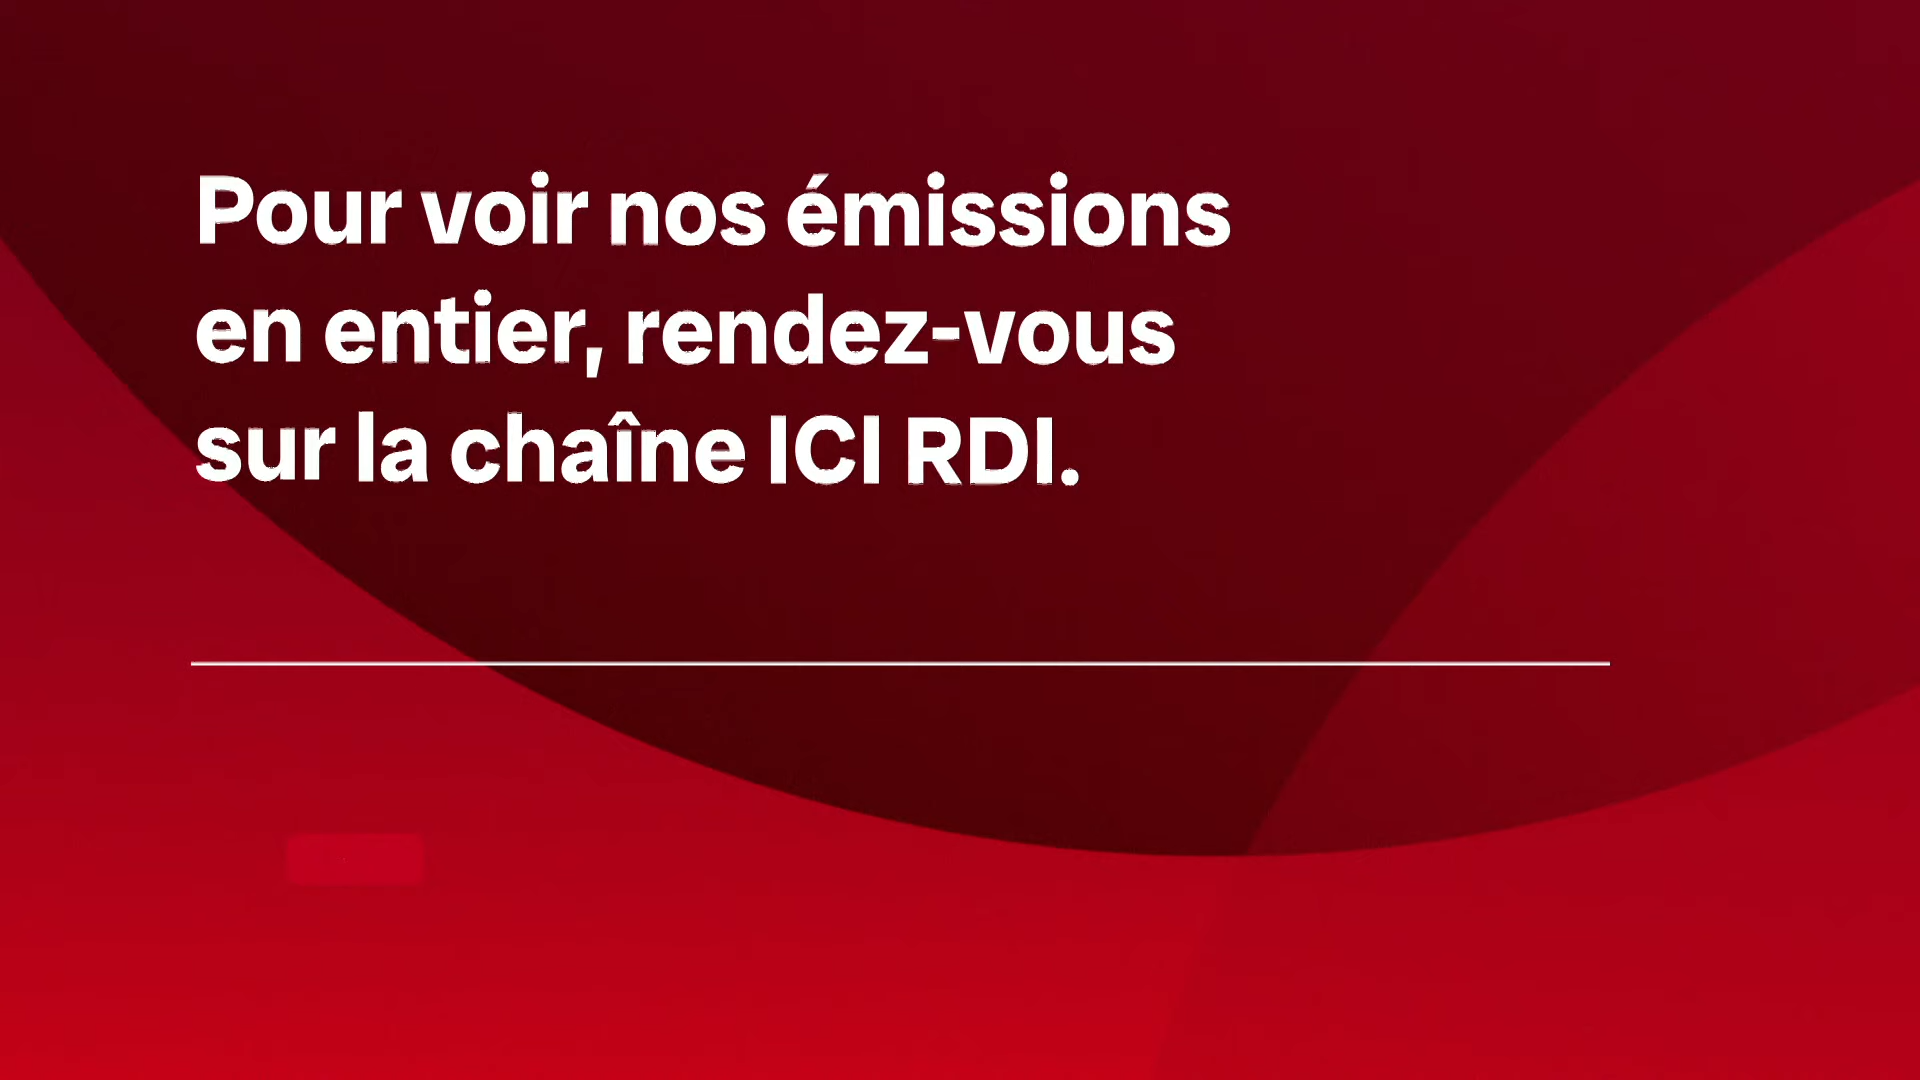 Pour voir nos émissions
en entier, rendez-vous
sur la chaîne ICI RDI.